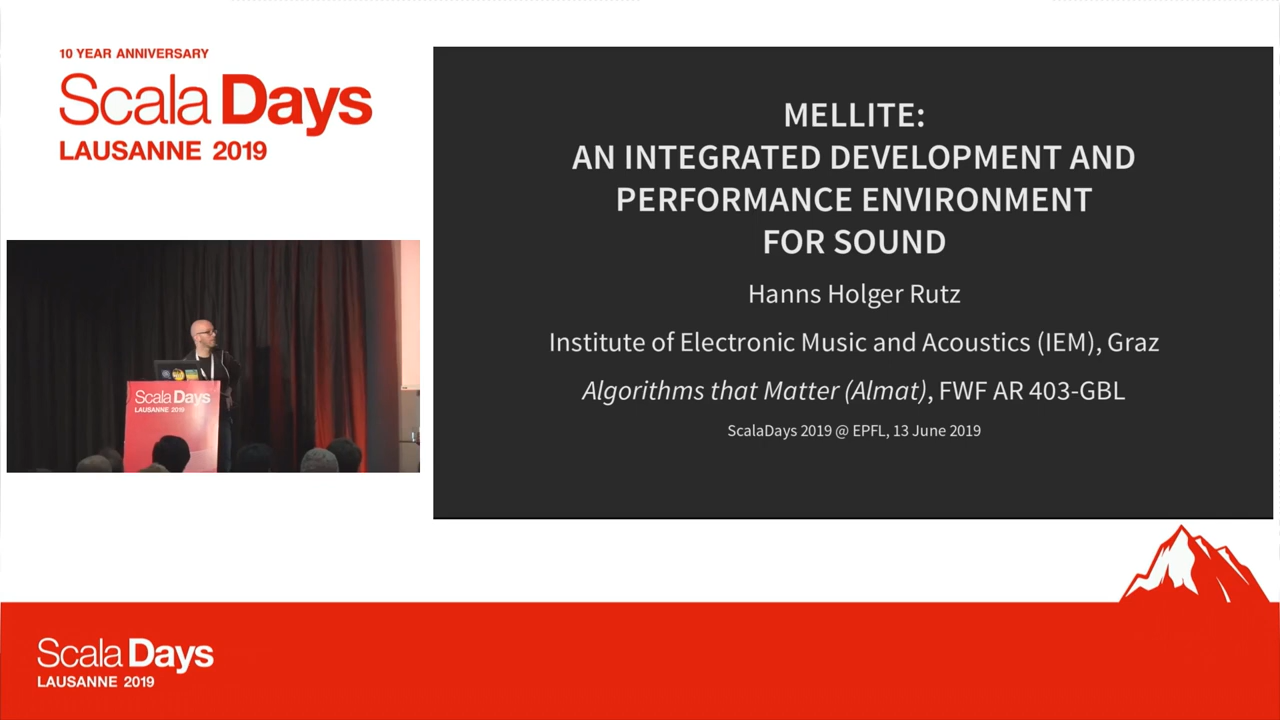 10 YEAR ANNIVERSARY
Scala Days
LAUSANNE 2019
MELLITE:
AN INTEGRATED DEVELOPMENT AND
PERFORMANCE ENVIRONMENT
FOR SOUND
Hanns Holger Rutz
Institute of Electronic Music and Acoustics (IEM), Graz
Algorithms that Matter (Almat), FWF AR 403-GBL
ScalaDays 2019 @ EPFL, 13 June 2019
Scala Days
LAUSANNE 2019
Scala Days
LAUSANNE 2019